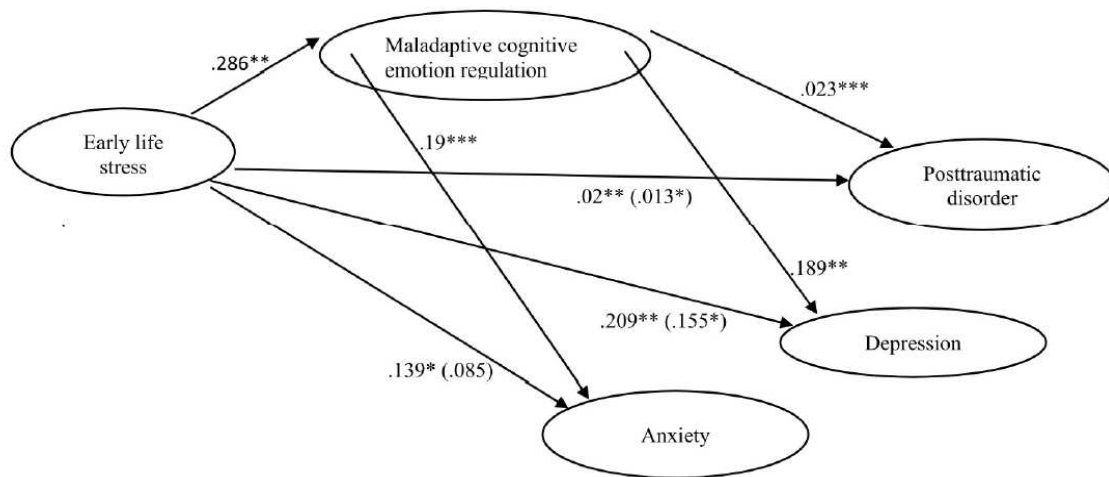 Maladaptive cognitive
emotion regulation
.286**
.023***
Early life
stress
.19***
Posttraumatic
disorder
.02** (.013*)
.189**
.209** (.155*)
Depression
.139* (.085)
Anxiety